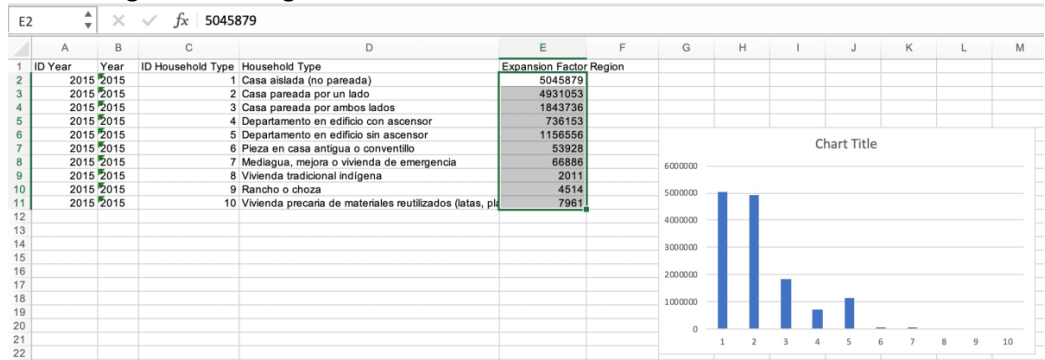 E2 fx 5045879
A B C D E F G H I J K L M
1 ID Year Year ID Household Type Household Type Expansion Factor Region
2 2015 2015 1 Casa aislada (no pareada) 5045879
3 2015 2015 2 Casa pareada por un lado 4931053
4 2015 2015 3 Casa pareada por ambos lados 1843736
5 2015 2015 4 Departamento en edificio con ascensor 736153
6 2015 2015 5 Departamento en edificio sin ascensor 1156556
7 2015 2015 6 Pieza en casa antigua o conventillo 53928
8 2015 2015 7 Mediagua, mejora o vivienda de emergencia 66886
9 2015 2015 8 Vivienda tradicional indígena 2011
10 2015 2015 9 Rancho o choza 4514
11 2015 2015 10 Vivienda precaria de materiales reutilizados (latas, pla 7961
12
13
14
15
16
17
18
19
20
21
22
Chart Title
6000000
5000000
4000000
3000000
2000000
1000000
0
1 2 3 4 5 6 7 8 9 10